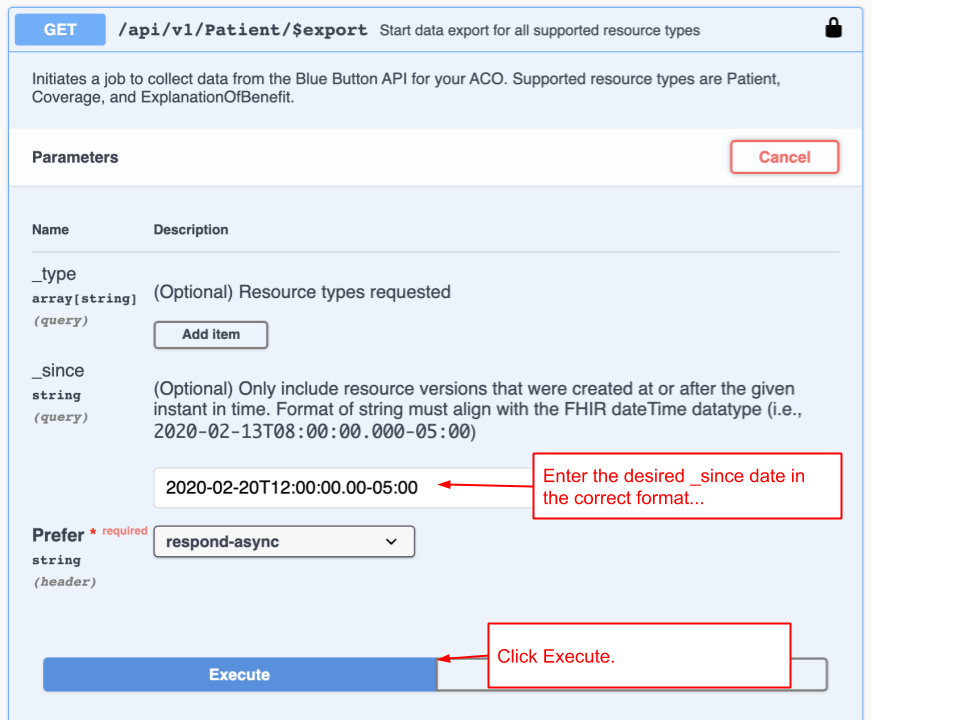 GET /api/v1/Patient/$export Start data export for all supported resource types
Initiates a job to collect data from the Blue Button API for your ACO. Supported resource types are Patient,
Coverage, and ExplanationOfBenefit.
Parameters
Cancel
Name Description
_type
array[string]
(query)
(Optional) Resource types requested
Add item
_since
string
(query)
(Optional) Only include resource versions that were created at or after the given
instant in time. Format of string must align with the FHIR dateTime datatype (i.e.,
2020-02-13T08:00:00.000-05:00)
2020-02-20T12:00:00.00-05:00
Enter the desired _since date in
the correct format...
Prefer * required
string
(header)
respond-async
Click Execute.
Execute